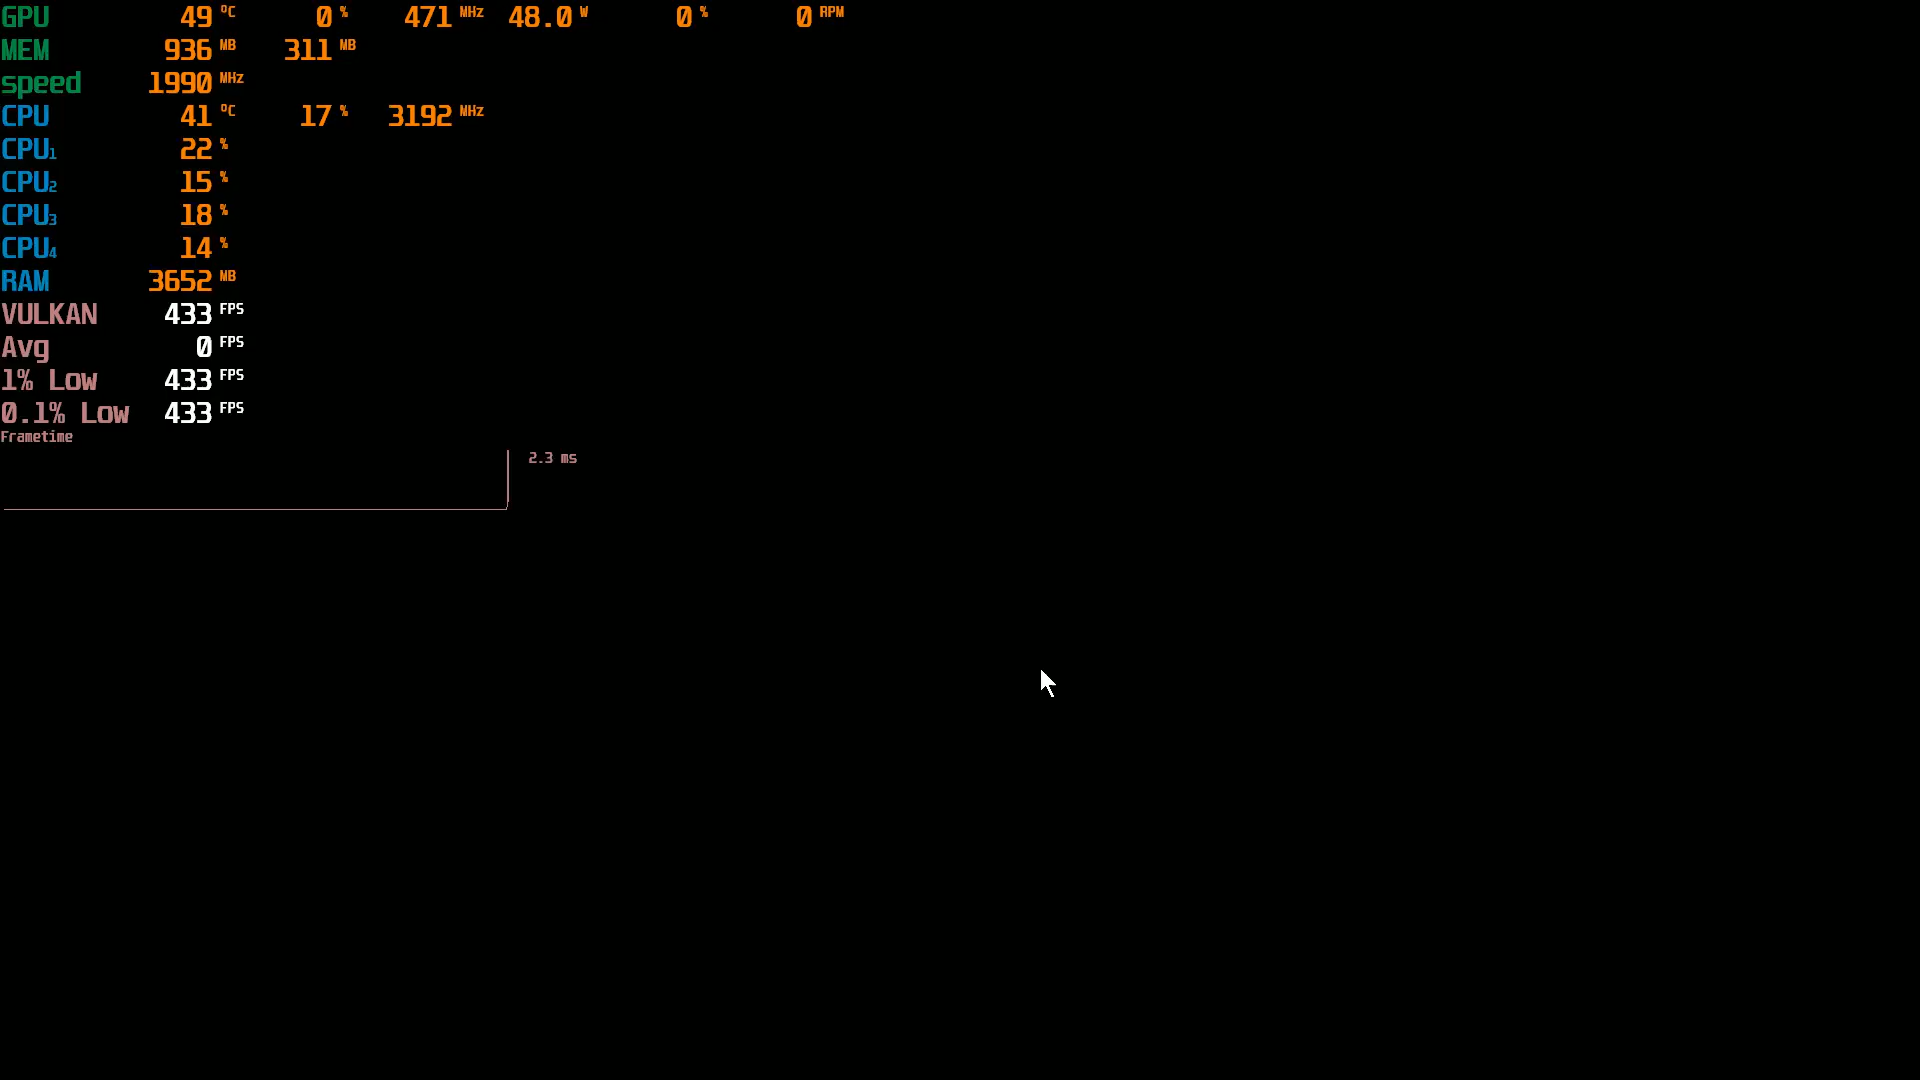 GPU 49 °C 0 % 471 MHz 48.0 W 0 % 0 RPM
MEM 936 MB 311 MB
speed 1990 MHz
CPU 41 °C 17 % 3192 MHz
CPU1 22 %
CPU2 15 %
CPU3 18 %
CPU4 14 %
RAM 3652 MB
VULKAN 433 FPS
Avg 0 FPS
1% Low 433 FPS
0.1% Low 433 FPS
Frametime
2.3 ms